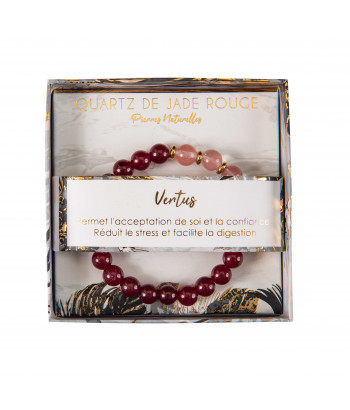 QUARTZ DE JADE ROUGE
Pierres Naturelles
Vertus
Permet l'acceptation de soi et la confiance
Réduit le stress et facilite la digestion